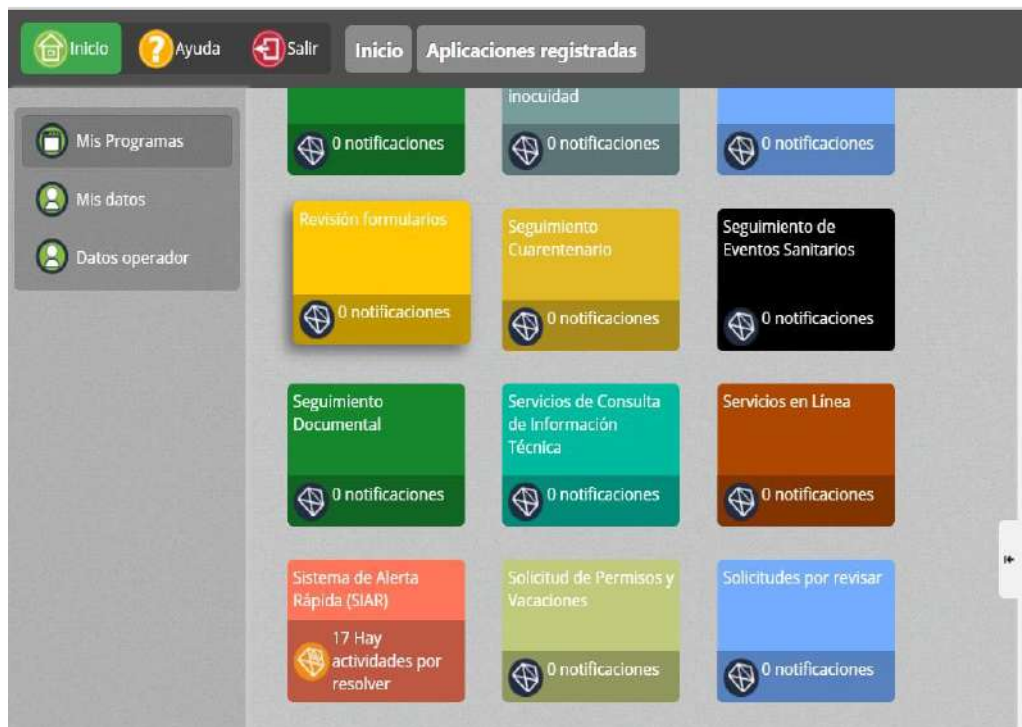 Inicio
Ayuda
Salir
Inicio
Aplicaciones registradas
Mis Programas
Mis datos
Datos operador
0 notificaciones
inocuidad
0 notificaciones
0 notificaciones
Revisión formularios
0 notificaciones
Seguimiento
Cuarentenario
0 notificaciones
Seguimiento de
Eventos Sanitarios
0 notificaciones
Seguimiento
Documental
0 notificaciones
Servicios de Consulta
de Información
Técnica
0 notificaciones
Servicios en Línea
0 notificaciones
Sistema de Alerta
Rápida (SIAR)
17 Hay
actividades por
resolver
Solicitud de Permisos y
Vacaciones
0 notificaciones
Solicitudes por revisar
0 notificaciones